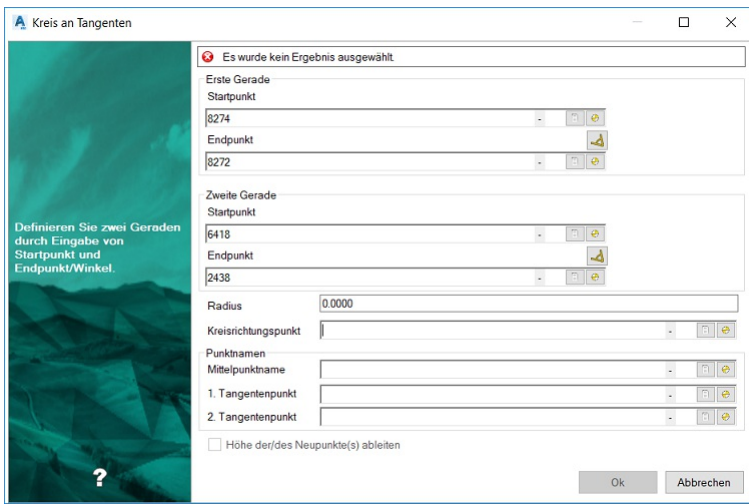 Kreis an Tangenten
Es wurde kein Ergebnis ausgewählt.
Erste Gerade
Startpunkt
8274
Endpunkt
8272
Zweite Gerade
Startpunkt
6418
Endpunkt
2438
Definieren Sie zwei Geraden
durch Eingabe von
Startpunkt und
Endpunkt/Winkel.
Radius 0.0000
Kreisrichtungspunkt
Punktnamen
Mittelpunktname
1. Tangentenpunkt
2. Tangentenpunkt
Höhe der/des Neupunkte(s) ableiten
?
Ok Abbrechen